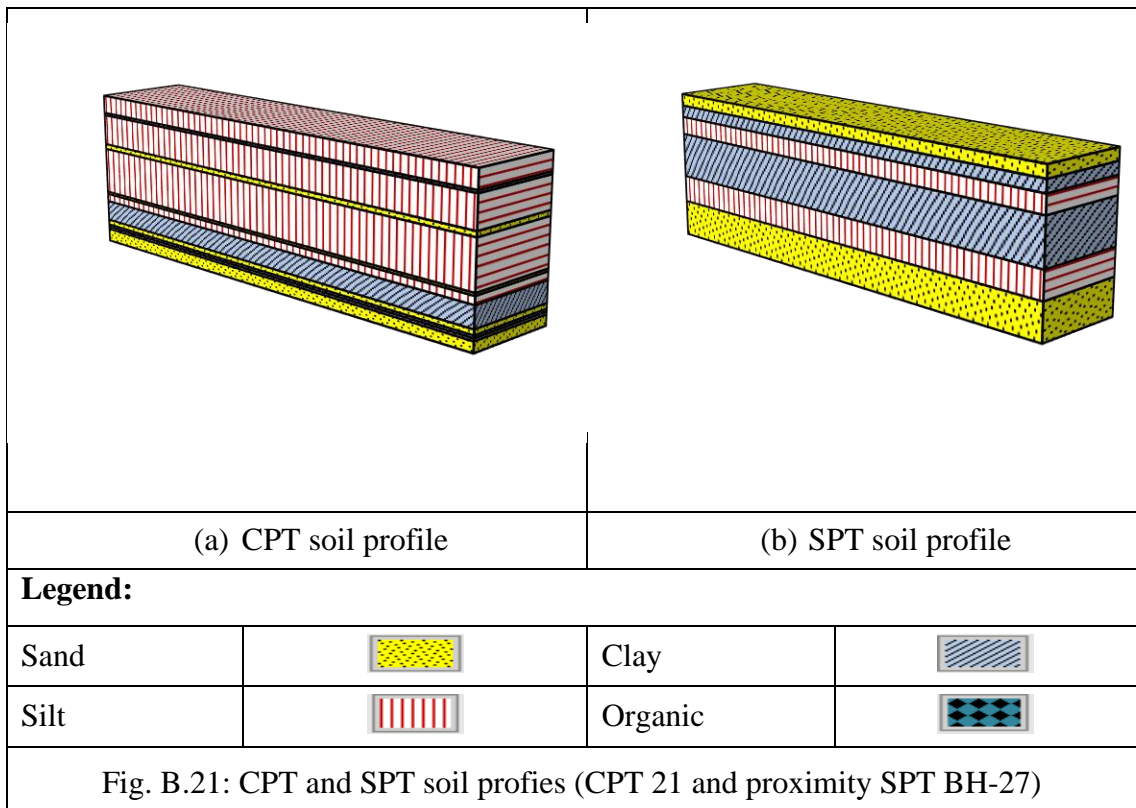 (a) CPT soil profile
(b) SPT soil profile
Legend:
Sand
Clay
Silt
Organic
Fig. B.21: CPT and SPT soil profies (CPT 21 and proximity SPT BH-27)